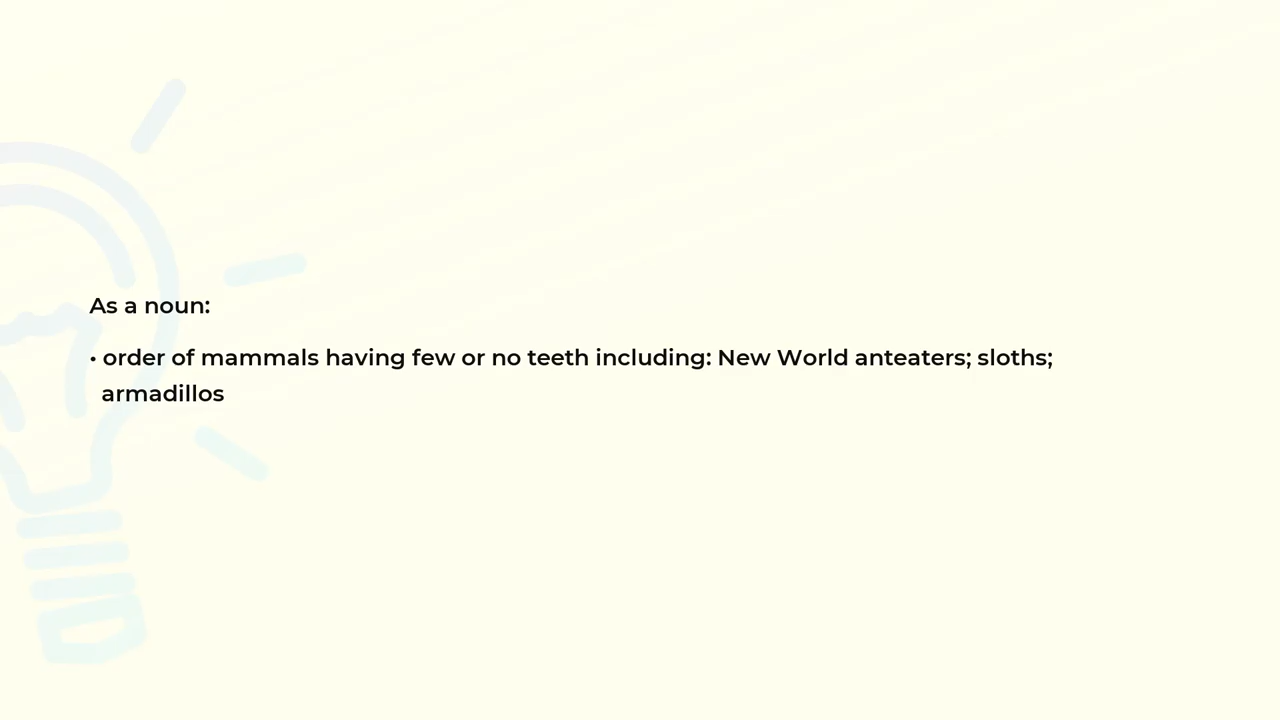 As a noun:
• order of mammals having few or no teeth including: New World anteaters; sloths;
armadillos